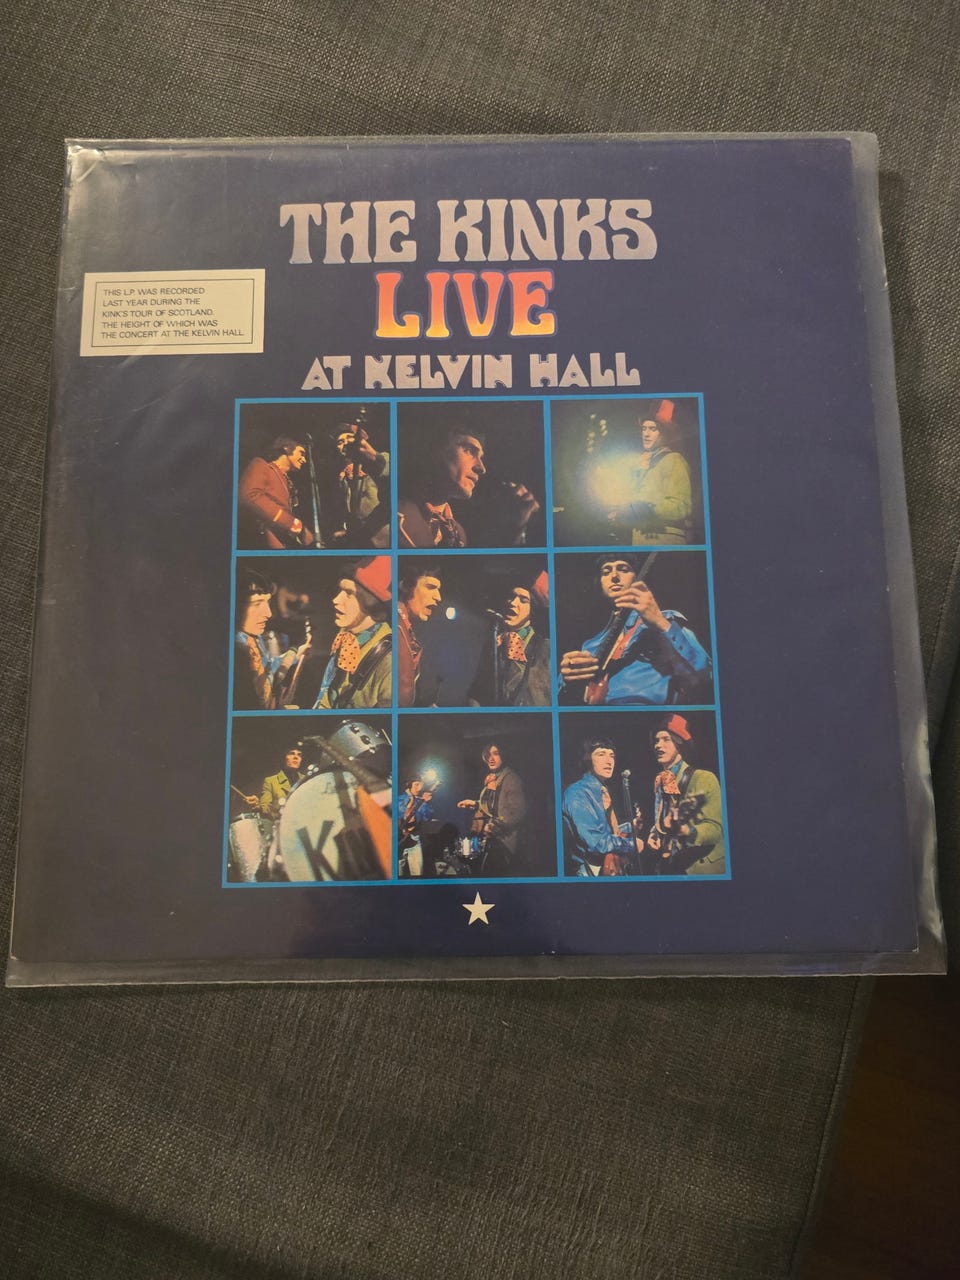 THE KINKS
LIVE
AT KELVIN HALL
THIS L.P. WAS RECORDED
LAST YEAR DURING THE
KINK'S TOUR OF SCOTLAND.
THE HEIGHT OF WHICH WAS
THE CONCERT AT THE KELVIN HALL.